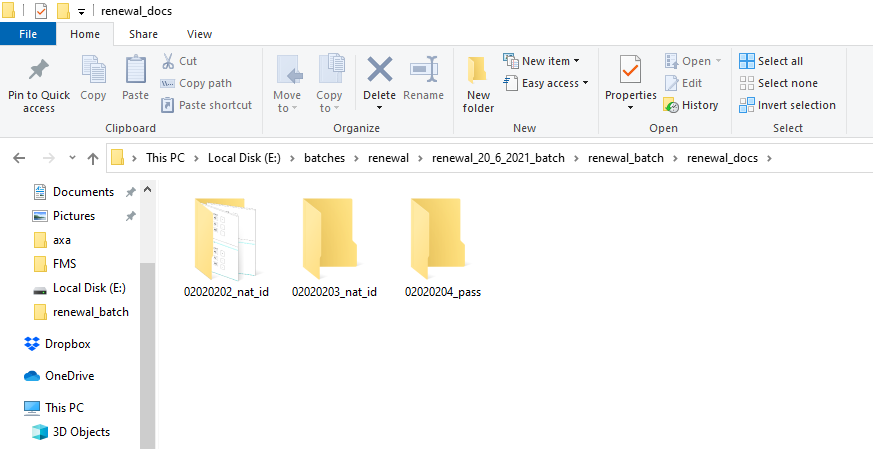 renewal_docs
File Home Share View
Pin to Quick access
Copy
Paste
Cut
Copy path
Paste shortcut
Clipboard
Move to
Copy to
Delete
Rename
Organize
New folder
New item
Easy access
New
Properties
Open
Edit
History
Open
Select all
Select none
Invert selection
Select
This PC > Local Disk (E:) > batches > renewal > renewal_20_6_2021_batch > renewal_batch > renewal_docs >
Documents
Pictures
axa
FMS
Local Disk (E:)
renewal_batch
Dropbox
OneDrive
This PC
3D Objects
02020202_nat_id 02020203_nat_id 02020204_pass